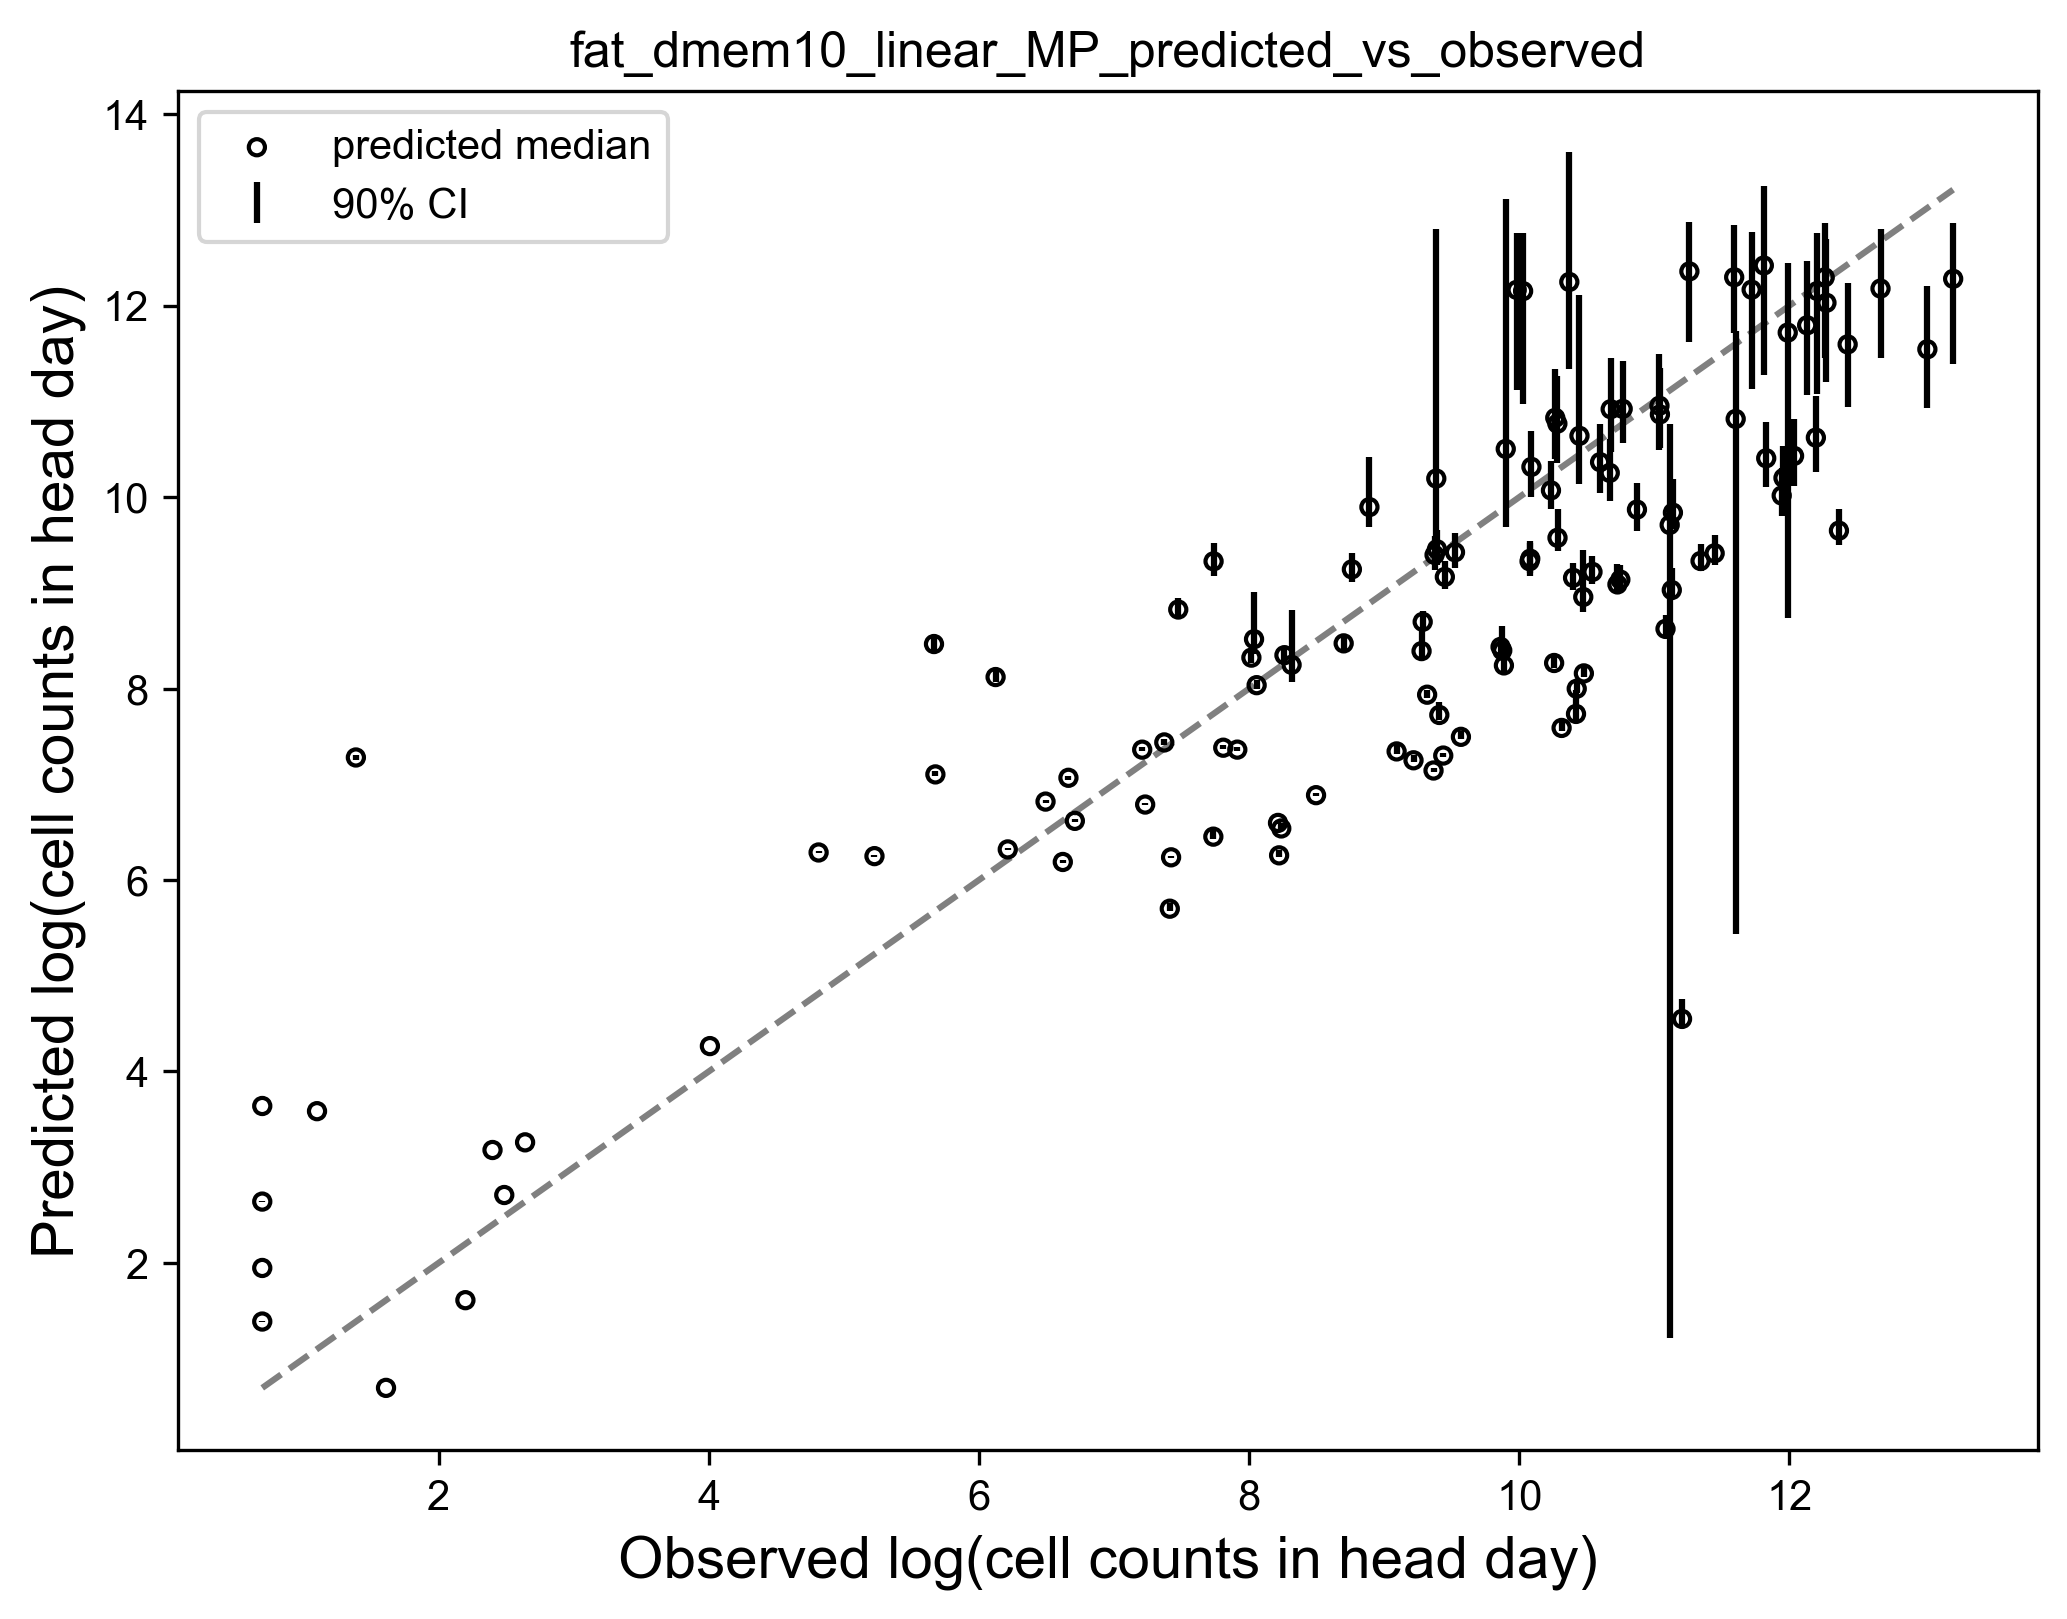 fat_dmem10_linear_MP_predicted_vs_observed
predicted median
90% CI
14
12
10
8
6
4
2
Predicted log(cell counts in head day)
2
4
6
8
10
12
Observed log(cell counts in head day)